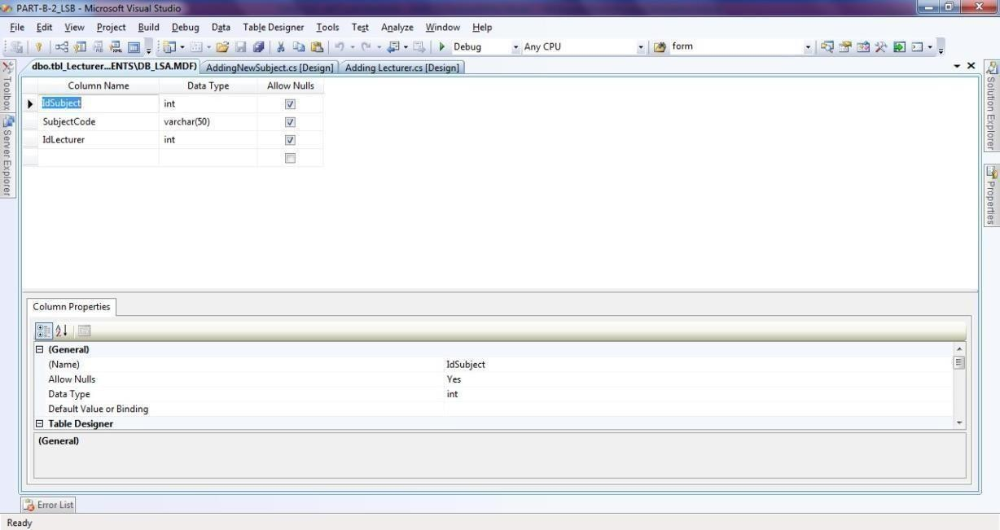 PART-B-2_LSB - Microsoft Visual Studio
File Edit View Project Build Debug Data Table Designer Tools Test Analyze Window Help
Debug Any CPU form
dbo.tbl_Lecturer...ENTS\DB_LSA.MDF) AddingNewSubject.cs [Design] Adding Lecturer.cs [Design]
Toolbox
Server Explorer
Column Name Data Type Allow Nulls
IdSubject int
SubjectCode varchar(50)
IdLecturer int
Solution Explorer
Properties
Column Properties
(General)
(Name) IdSubject
Allow Nulls Yes
Data Type int
Default Value or Binding
Table Designer
(General)
Error List
Ready